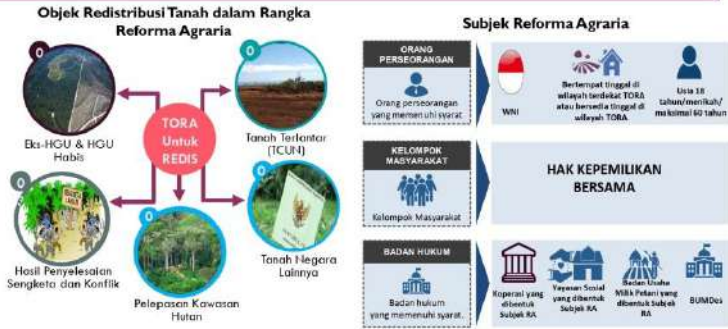 Objek Redistribusi Tanah dalam Rangka
Reforma Agraria
TORA
Untuk
REDIS
Eks-HGU & HGU
Habis
Tanah Terlantar
(TCUN)
Hasil Penyelesaian
Sengketa dan Konflik
Pelepasan Kawasan
Hutan
Tanah Negara
Lainnya
Subjek Reforma Agraria
ORANG
PERSEORANGAN
Orang perseorangan
yang memenuhi syarat
WNI
Bertempat tinggal di
wilayah terdekat TORA
atau bersedia tinggal di
wilayah TORA.
Usia 18
tahun/menikah/
maksimal 60 tahun
KELOMPOK
MASYARAKAT
Kelompok Masyarakat
HAK KEPEMILIKAN
BERSAMA
BADAN HUKUM
Badan hukum
yang memenuhi syarat.
Koperasi yang
dibentuk
Subjek RA
Yayasan Sosial
yang dibentuk
Subjek RA
Badan Usaha
Milik Petani yang
dibentuk Subjek
RA
BUMDes